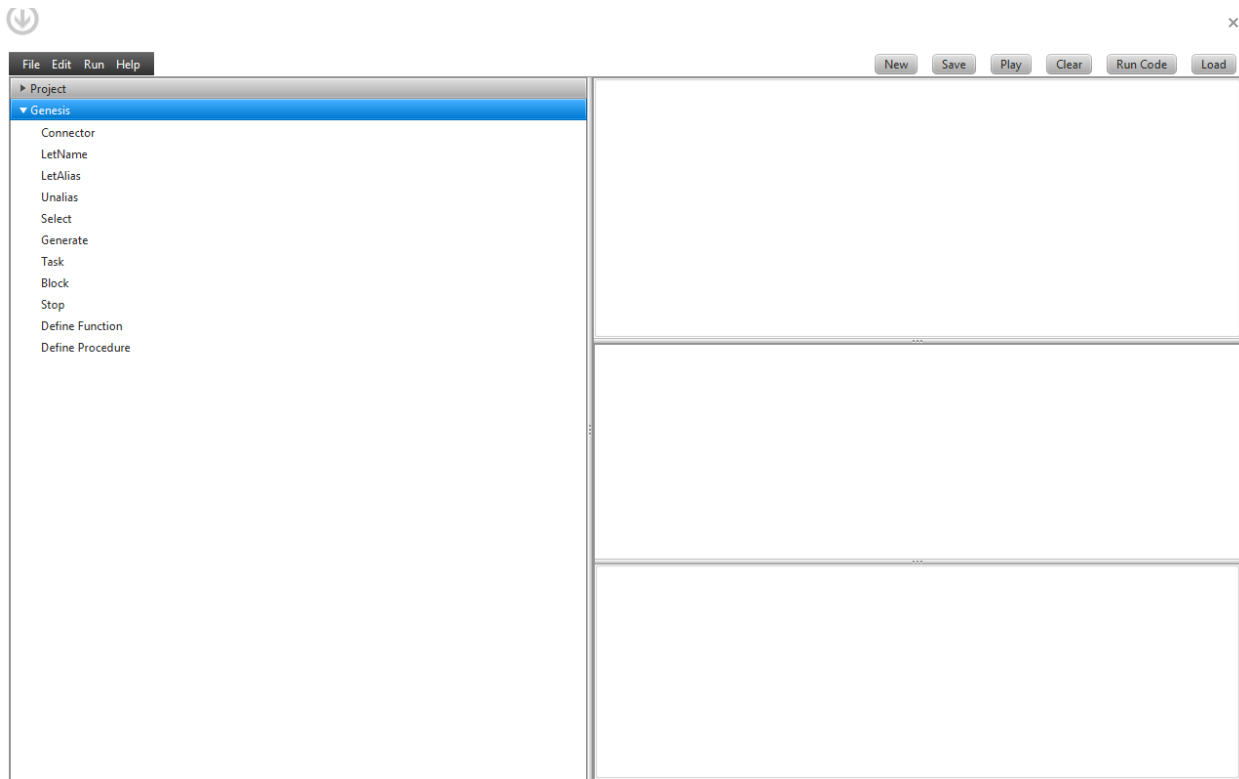 ×
File Edit Run Help New Save Play Clear Run Code Load
Project
Genesis
Connector
LetName
LetAlias
Unalias
Select
Generate
Task
Block
Stop
Define Function
Define Procedure